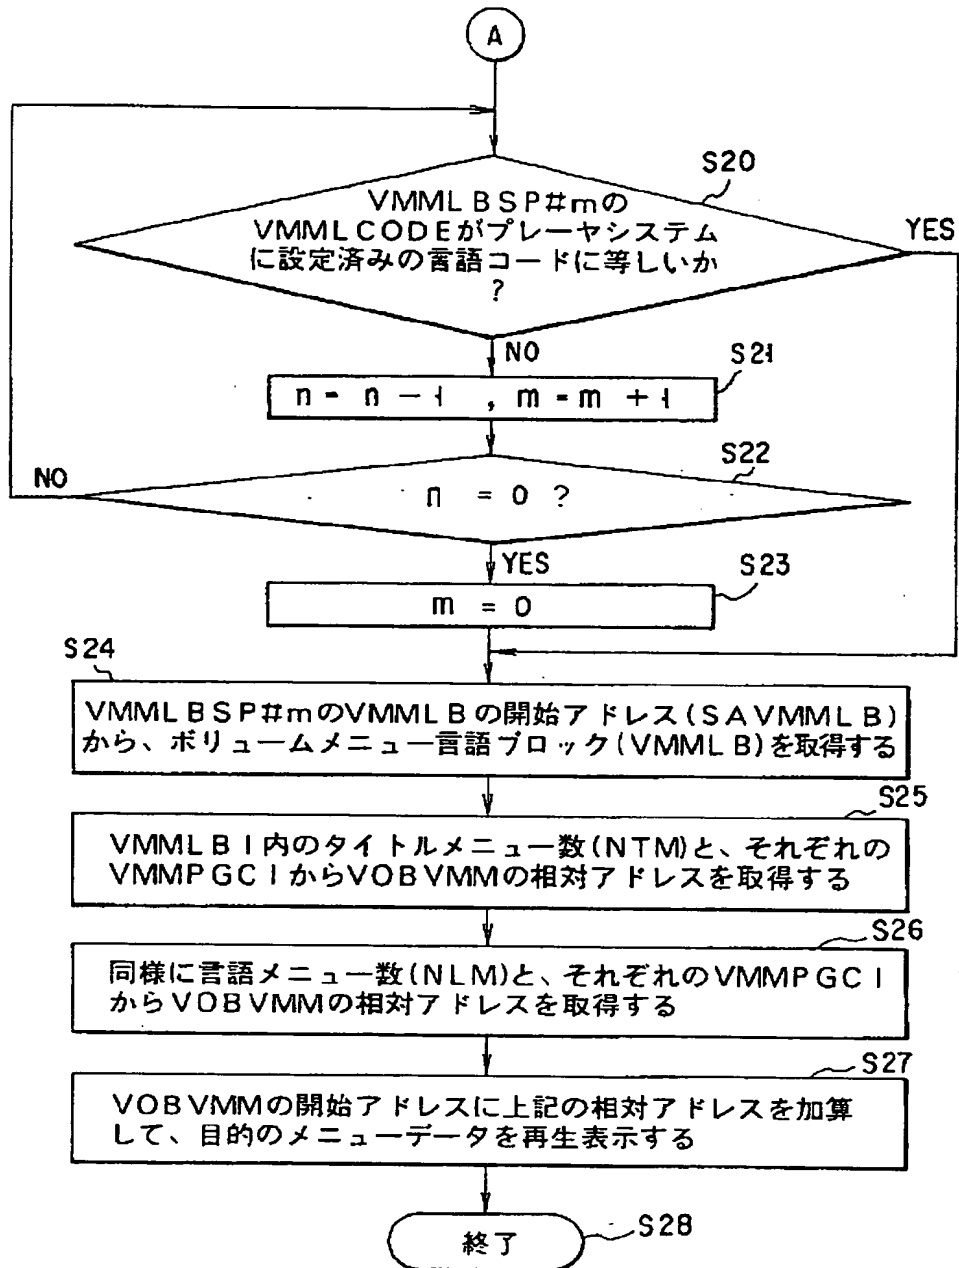 A
S20
VMMLBSP#mの
VMMLCODEがプレーヤシステム
に設定済みの言語コードに等しいか
?
YES
NO
S21
n = n - 1 , m = m + 1
S22
NO
n = 0 ?
YES
S23
m = 0
S24
VMMLBSP#mのVMMLBの開始アドレス(SAVMMLB)
から、ボリュームメニュー言語ブロック(VMMLB)を取得する
S25
VMMLBI内のタイトルメニュー数(NTM)と、それぞれの
VMMPGCIからVOBVMMの相対アドレスを取得する
S26
同様に言語メニュー数(NLM)と、それぞれのVMMPGCI
からVOBVMMの相対アドレスを取得する
S27
VOBVMMの開始アドレスに上記の相対アドレスを加算
して、目的のメニューデータを再生表示する
S28
終了